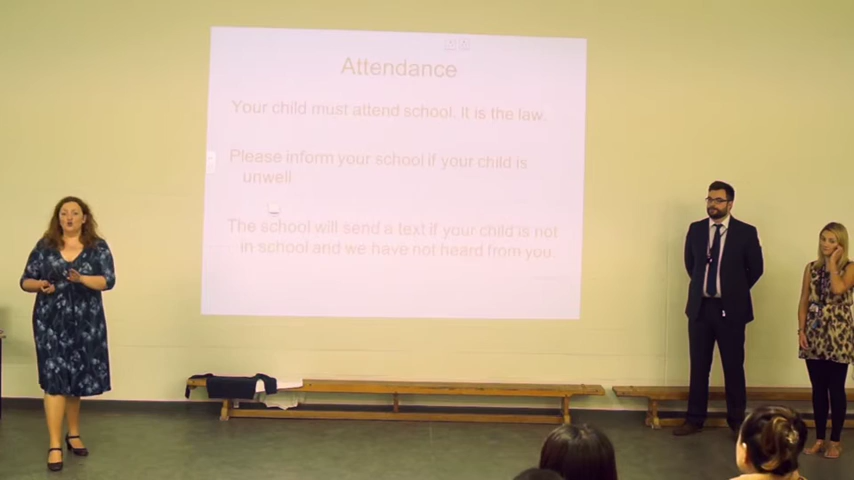 Attendance
Your child must attend school. It is the law.
Please inform your school if your child is
unwell
The school will send a text if your child is not
in school and we have not heard from you.